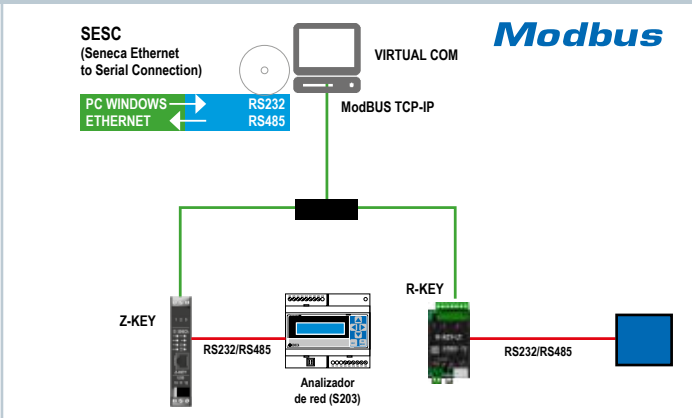 SESC
(Seneca Ethernet
to Serial Connection)
Modbus
VIRTUAL COM
PC WINDOWS RS232
ETHERNET RS485
ModBUS TCP-IP
Z-KEY
R-KEY
RS232/RS485
RS232/RS485
Analizador
de red (S203)